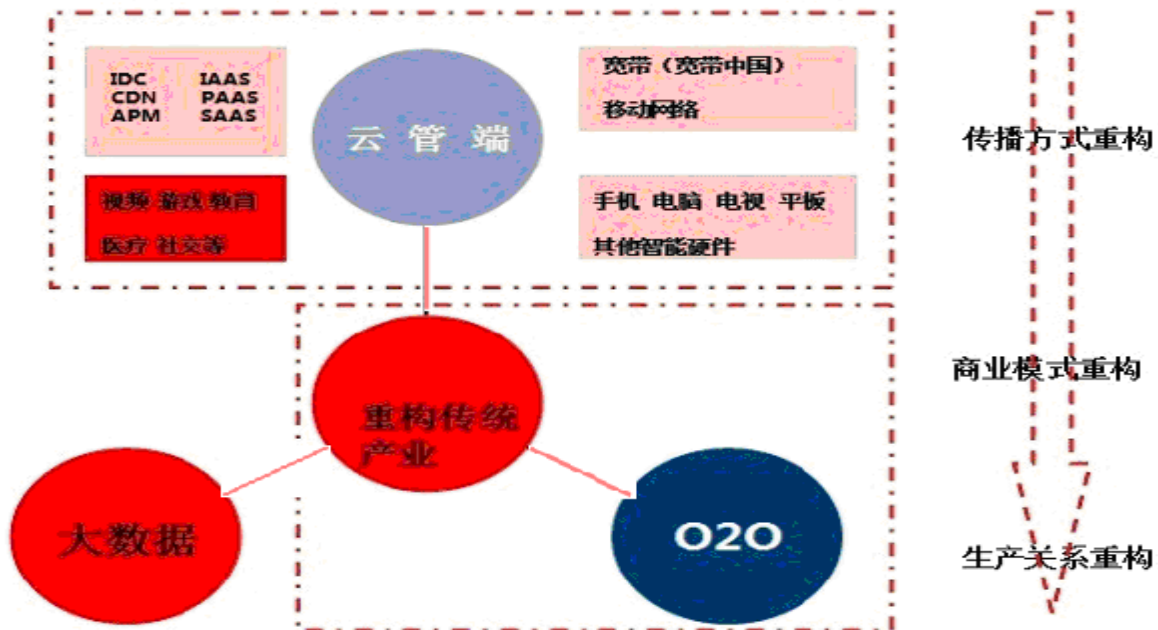 IDC IAAS
CDN PAAS
APM SAAS
云 管 端
宽带（宽带中国）
移动网络
传播方式重构
视频 游戏 教育
医疗 社交等
手机 电脑 电视 平板
其他智能硬件
重构传统
产业
商业模式重构
大数据
O2O
生产关系重构